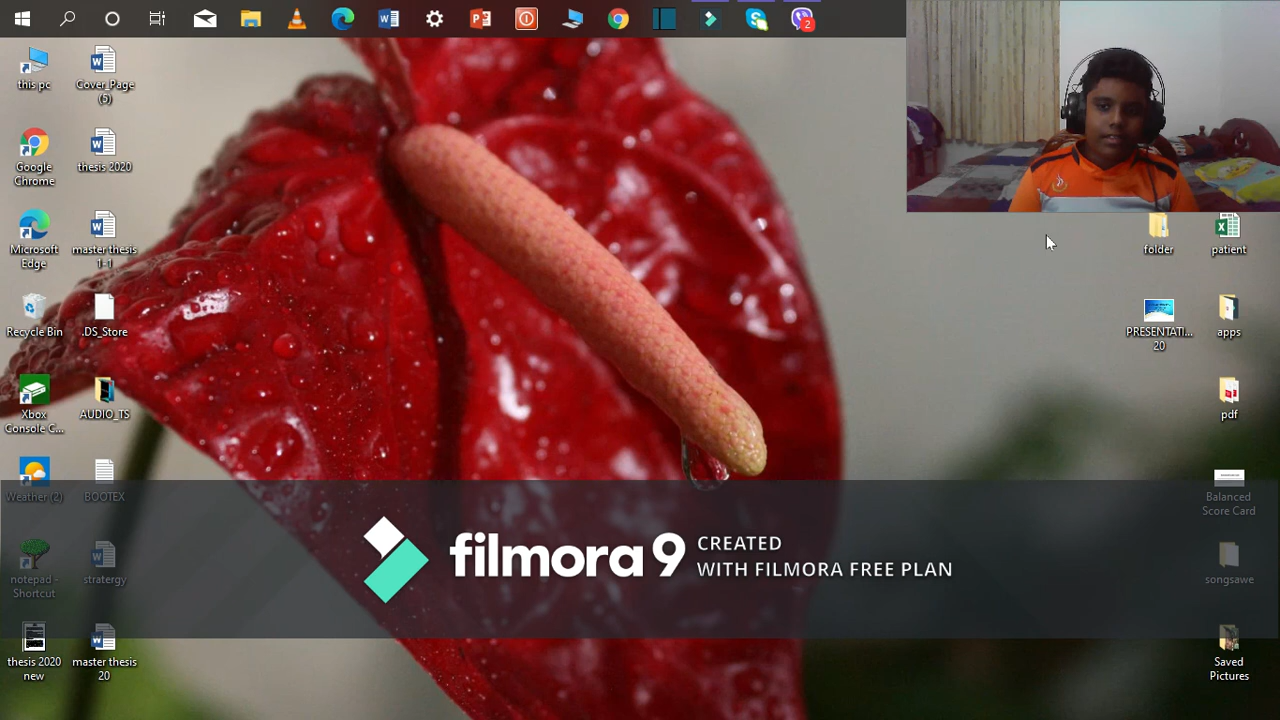 2
this pc
Cover_Page
(5)
Google
Chrome
thesis 2020
Microsoft
Edge
master thesis
1-1
Recycle Bin
.DS_Store
Xbox
Console C...
AUDIO_TS
Weather (2)
BOOTEX
notepad -
Shortcut
stratergy
thesis 2020
new
master thesis
20
folder
patient
PRESENTATI...
20
apps
pdf
Balanced
Score Card
songsawe
Saved
Pictures
filmora 9
CREATED
WITH FILMORA FREE PLAN